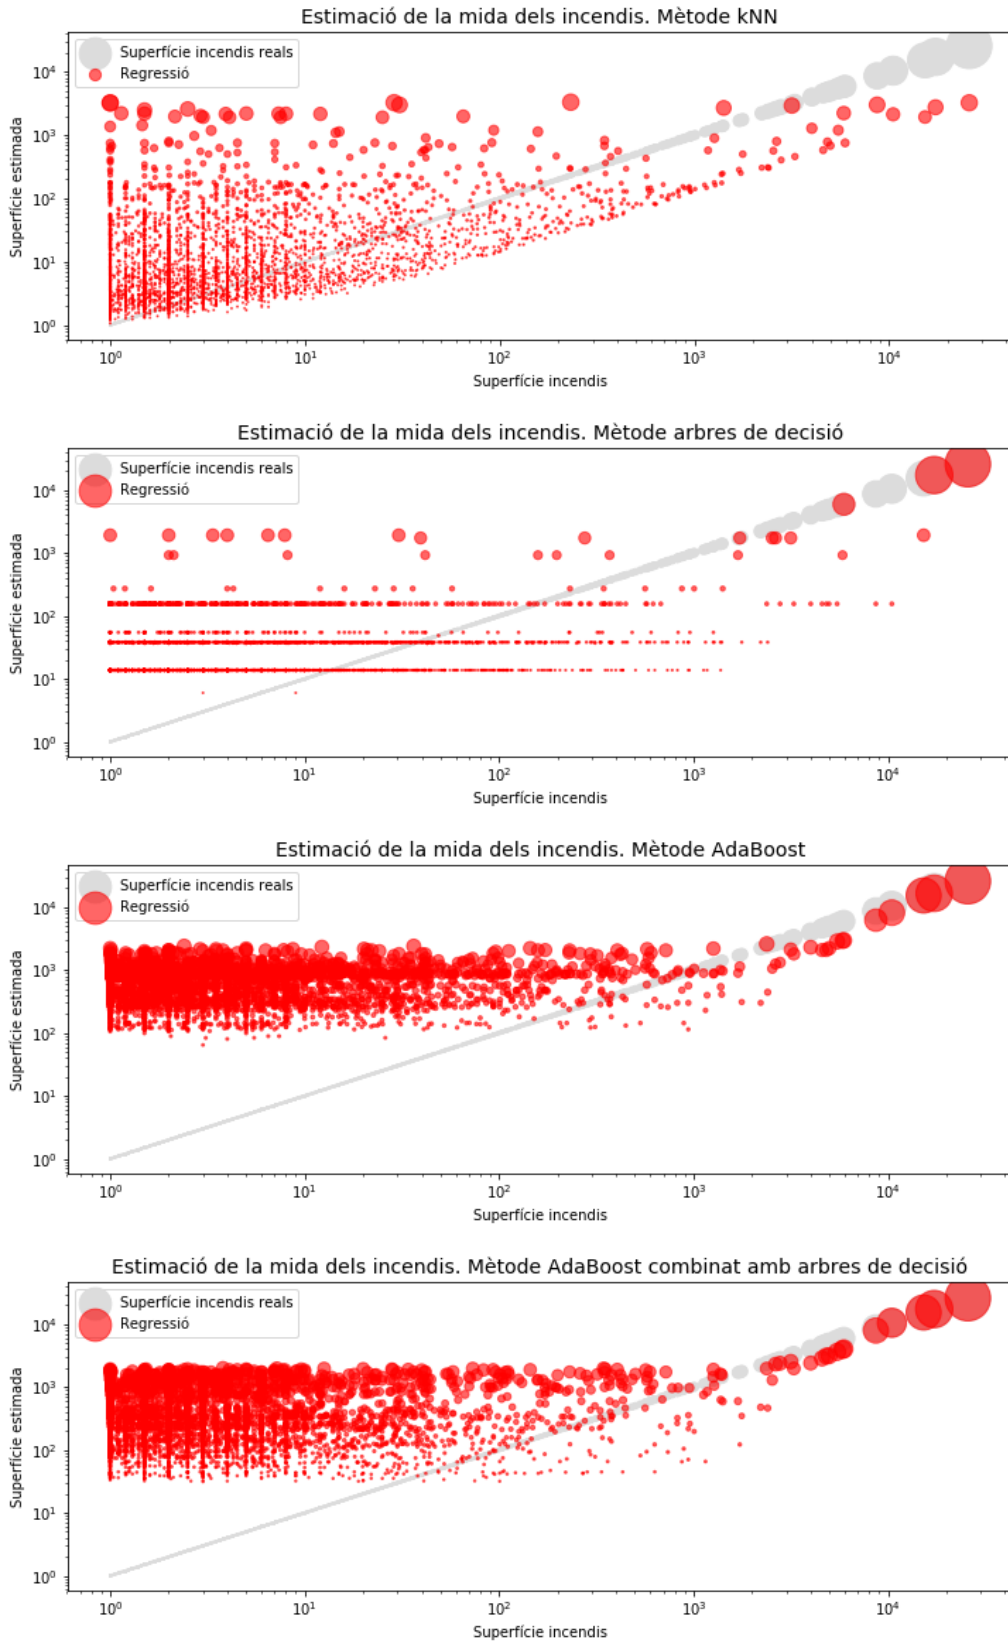 Estimació de la mida dels incendis. Mètode kNN
Superfície incendis reals
Regressió
Superfície estimada
10⁴
10³
10²
10¹
10⁰
10⁰ 10¹ 10² 10³ 10⁴
Superfície incendis
Estimació de la mida dels incendis. Mètode arbres de decisió
Superfície incendis reals
Regressió
Superfície estimada
10⁴
10³
10²
10¹
10⁰
10⁰ 10¹ 10² 10³ 10⁴
Superfície incendis
Estimació de la mida dels incendis. Mètode AdaBoost
Superfície incendis reals
Regressió
Superfície estimada
10⁴
10³
10²
10¹
10⁰
10⁰ 10¹ 10² 10³ 10⁴
Superfície incendis
Estimació de la mida dels incendis. Mètode AdaBoost combinat amb arbres de decisió
Superfície incendis reals
Regressió
Superfície estimada
10⁴
10³
10²
10¹
10⁰
10⁰ 10¹ 10² 10³ 10⁴
Superfície incendis